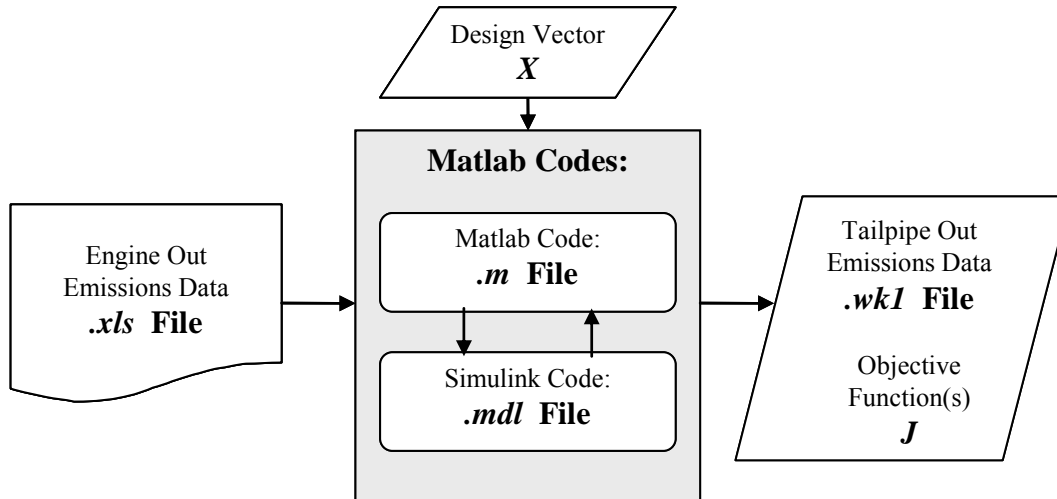 Design Vector
X
Matlab Codes:
Engine Out
Emissions Data
.xls File
Matlab Code:
.m File
Simulink Code:
.mdl File
Tailpipe Out
Emissions Data
.wk1 File
Objective
Function(s)
J